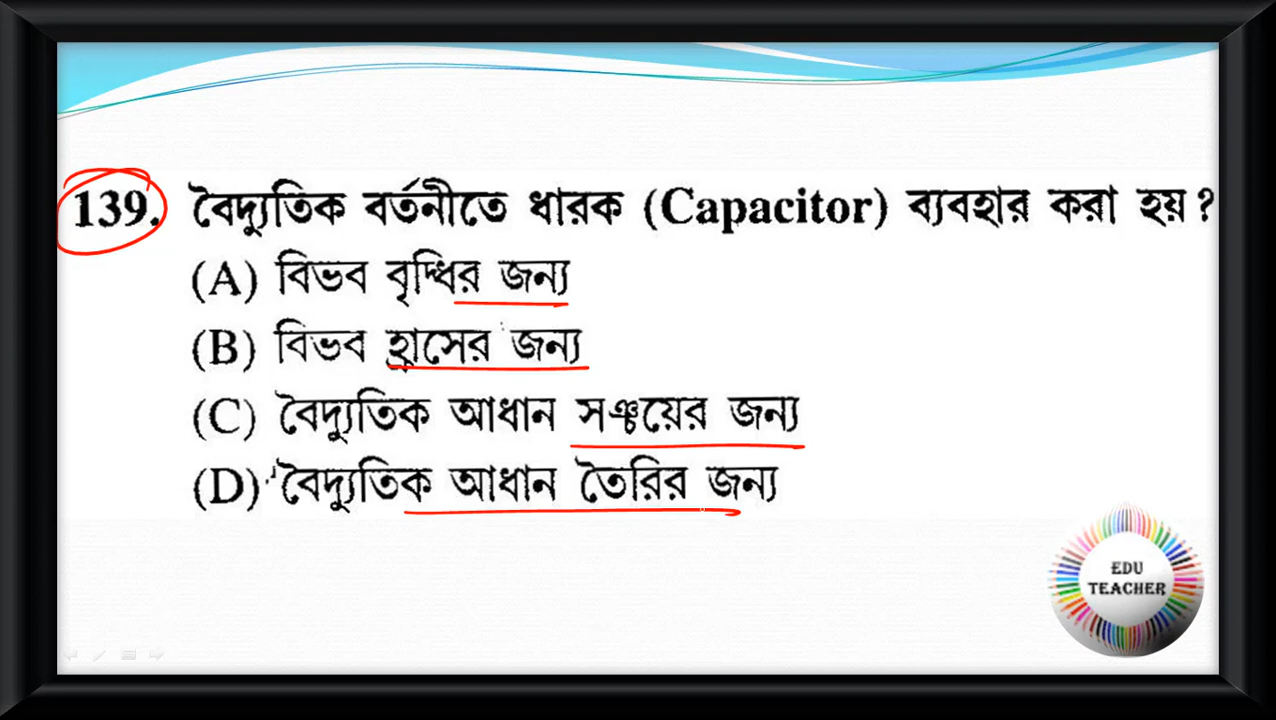 139. বৈদ্যুতিক বর্তনীতে ধারক (Capacitor) ব্যবহার করা হয় ?
(A) বিভব বৃদ্ধির জন্য
(B) বিভব হ্রাসের জন্য
(C) বৈদ্যুতিক আধান সঞ্চয়ের জন্য
(D) বৈদ্যুতিক আধান তৈরির জন্য
EDU
TEACHER